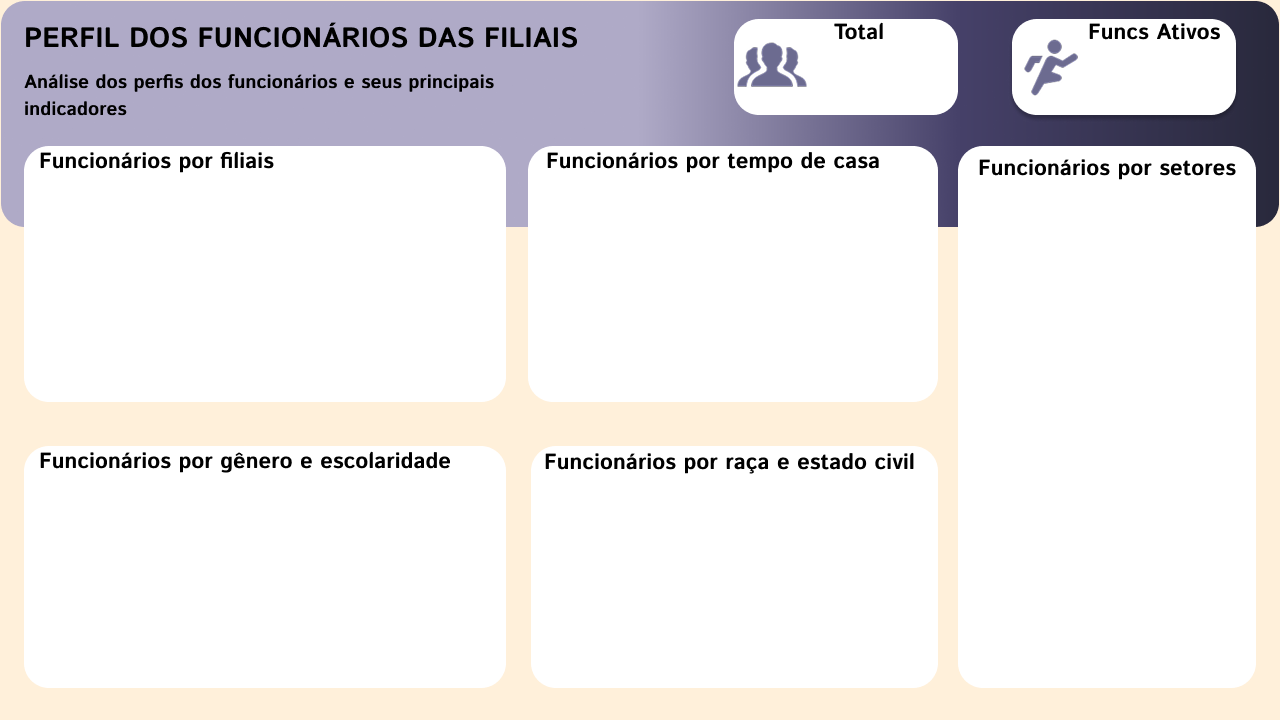 PERFIL DOS FUNCIONÁRIOS DAS FILIAIS
Análise dos perfis dos funcionários e seus principais
indicadores
Total
Funcs Ativos
Funcionários por filiais
Funcionários por tempo de casa
Funcionários por setores
Funcionários por gênero e escolaridade
Funcionários por raça e estado civil